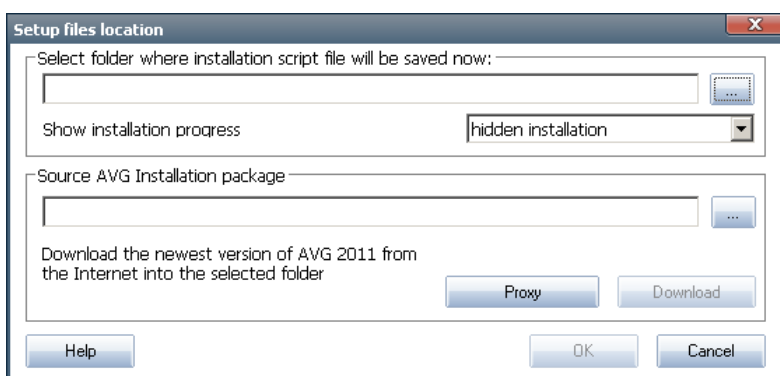 Setup files location
X
Select folder where installation script file will be saved now:
...
Show installation progress
hidden installation
Source AVG Installation package
...
Download the newest version of AVG 2011 from
the Internet into the selected folder
Proxy
Download
Help
OK
Cancel